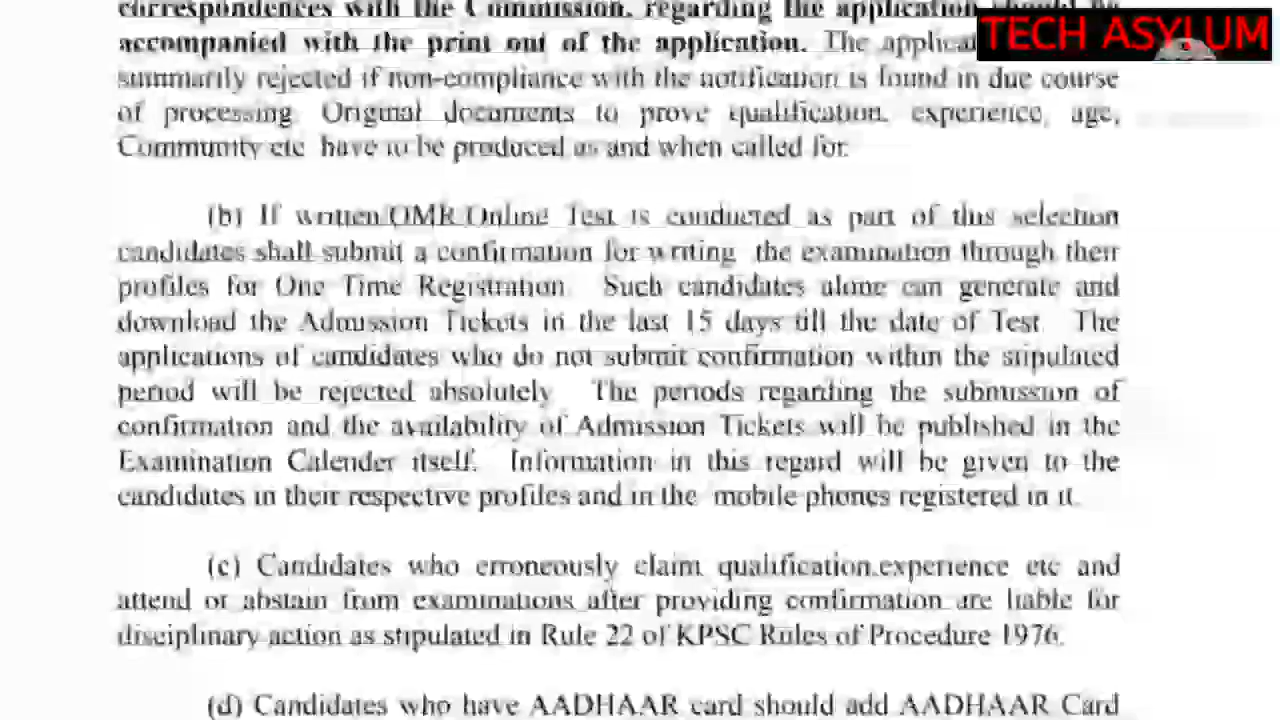 correspondences with the Commission, regarding the application should be
TECH ASYLUM
accompanied with the print out of the application. The
summarily rejected if non-compliance with the notification is found in due course
of processing. Original documents to prove qualification, experience, age,
Community etc. have to be produced as and when called for.
(b) If written/OMR/Online Test is conducted as part of this selection
candidates shall submit a confirmation for writing the examination through their
profiles for One Time Registration. Such candidates alone can generate and
download the Admission Tickets in the last 15 days till the date of Test. The
applications of candidates who do not submit confirmation within the stipulated
period will be rejected absolutely. The periods regarding the submission of
confirmation and the availability of Admission Tickets will be published in the
Examination Calender itself. Information in this regard will be given to the
candidates in their respective profiles and in the mobile phones registered in it.
(c) Candidates who erroneously claim qualification,experience etc and
attend or abstain from examinations after providing confirmation are liable for
disciplinary action as stipulated in Rule 22 of KPSC Rules of Procedure 1976.
(d) Candidates who have AADHAAR card should add AADHAAR Card